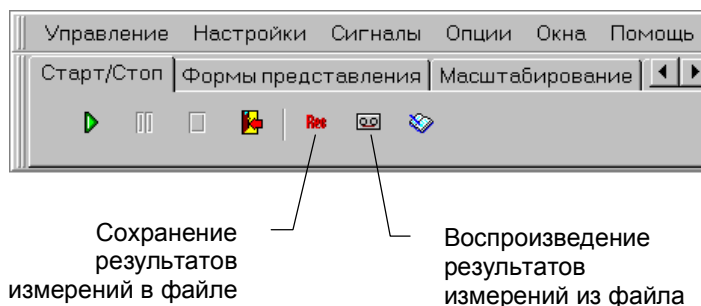 Управление Настройки Сигналы Опции Окна Помощь
Старт/Стоп Формы представления Масштабирование
Rec
Сохранение
результатов
измерений в файле
Воспроизведение
результатов
измерений из файла